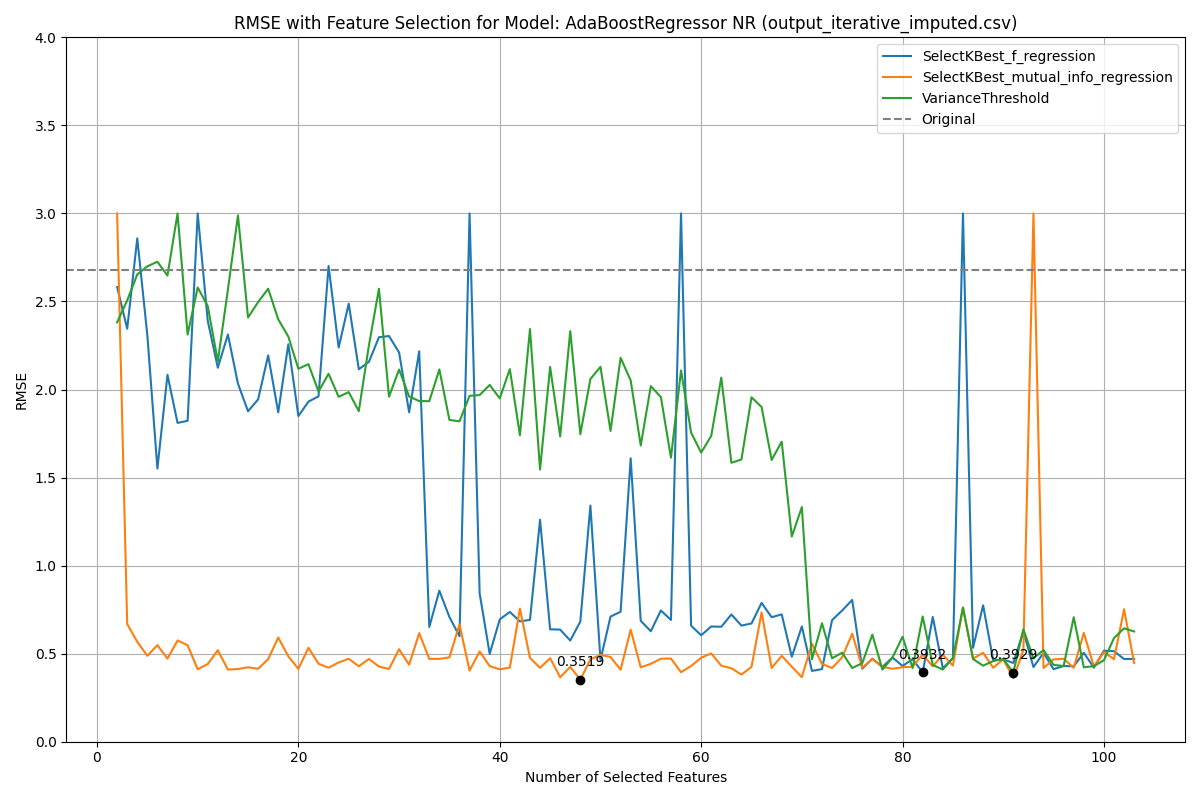 RMSE with Feature Selection for Model: AdaBoostRegressor NR (output_iterative_imputed.csv)
SelectKBest_f_regression
SelectKBest_mutual_info_regression
VarianceThreshold
Original
RMSE
4.0
3.5
3.0
2.5
2.0
1.5
1.0
0.5
0.0
0.3519
0.3932
0.3929
0
20
40
60
80
100
Number of Selected Features